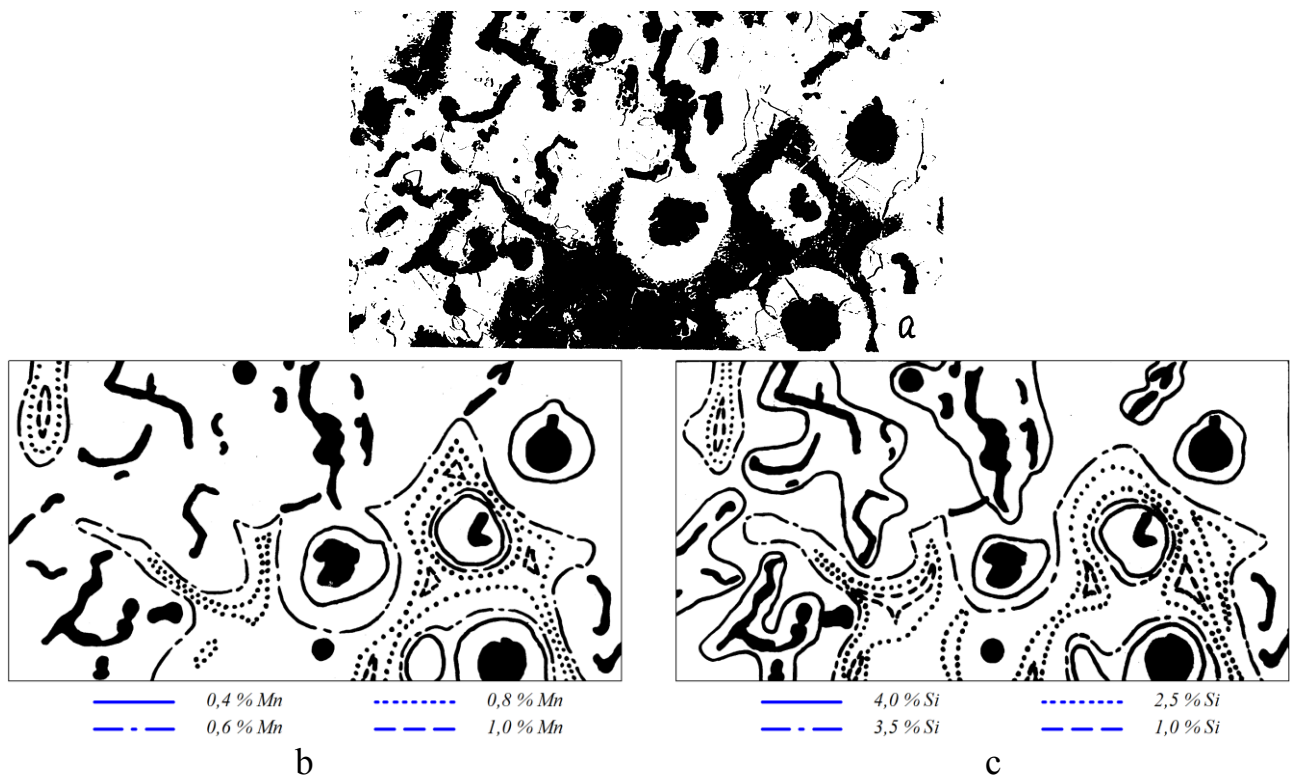 a
0,4 % Mn
0,8 % Mn
0,6 % Mn
1,0 % Mn
4,0 % Si
2,5 % Si
3,5 % Si
1,0 % Si
b
c